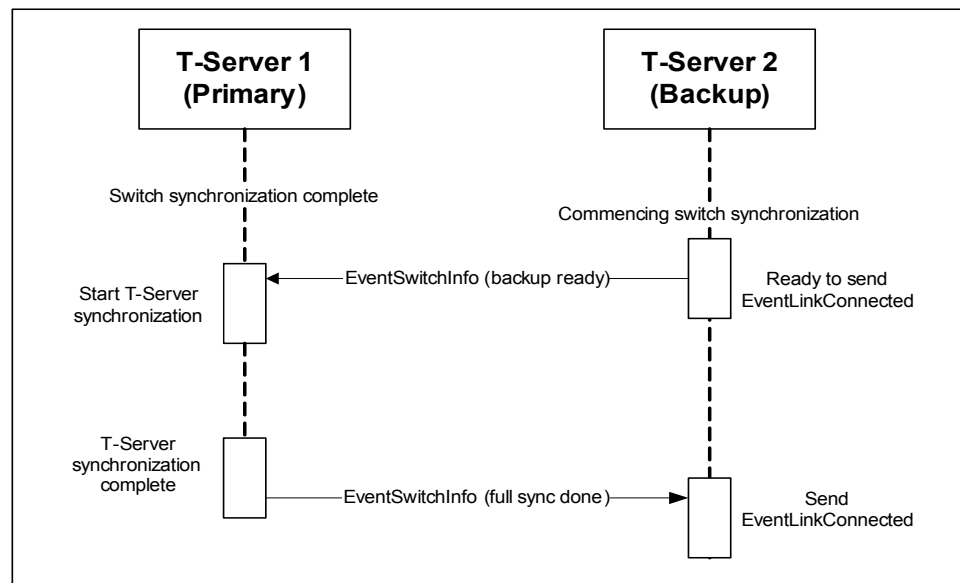 T-Server 1
(Primary)
T-Server 2
(Backup)
Switch synchronization complete
Commencing switch synchronization
EventSwitchInfo (backup ready)
Start T-Server
synchronization
Ready to send
EventLinkConnected
T-Server
synchronization
complete
EventSwitchInfo (full sync done)
Send
EventLinkConnected